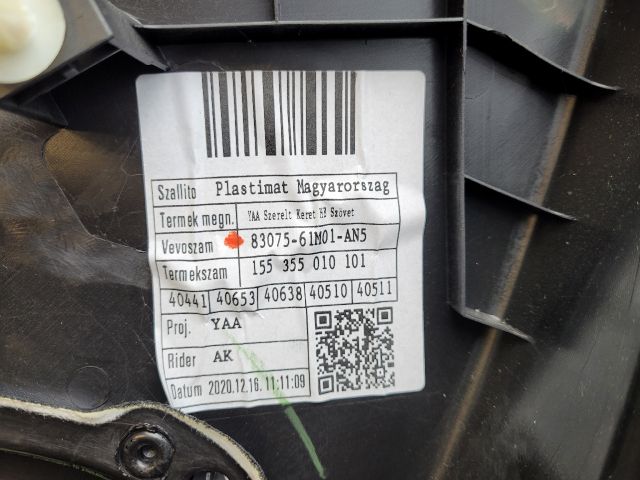 Szallito Plastimat Magyarorszag
Termek megn. YAA Szerelt Keret Szövet
Vevoszam 83075-61M01-AN5
Termekszam 155 355 010 101
40441 40653 40638 40510 40511
Proj. YAA
Rider AK
Datum 2020.12.16. 11:11:09